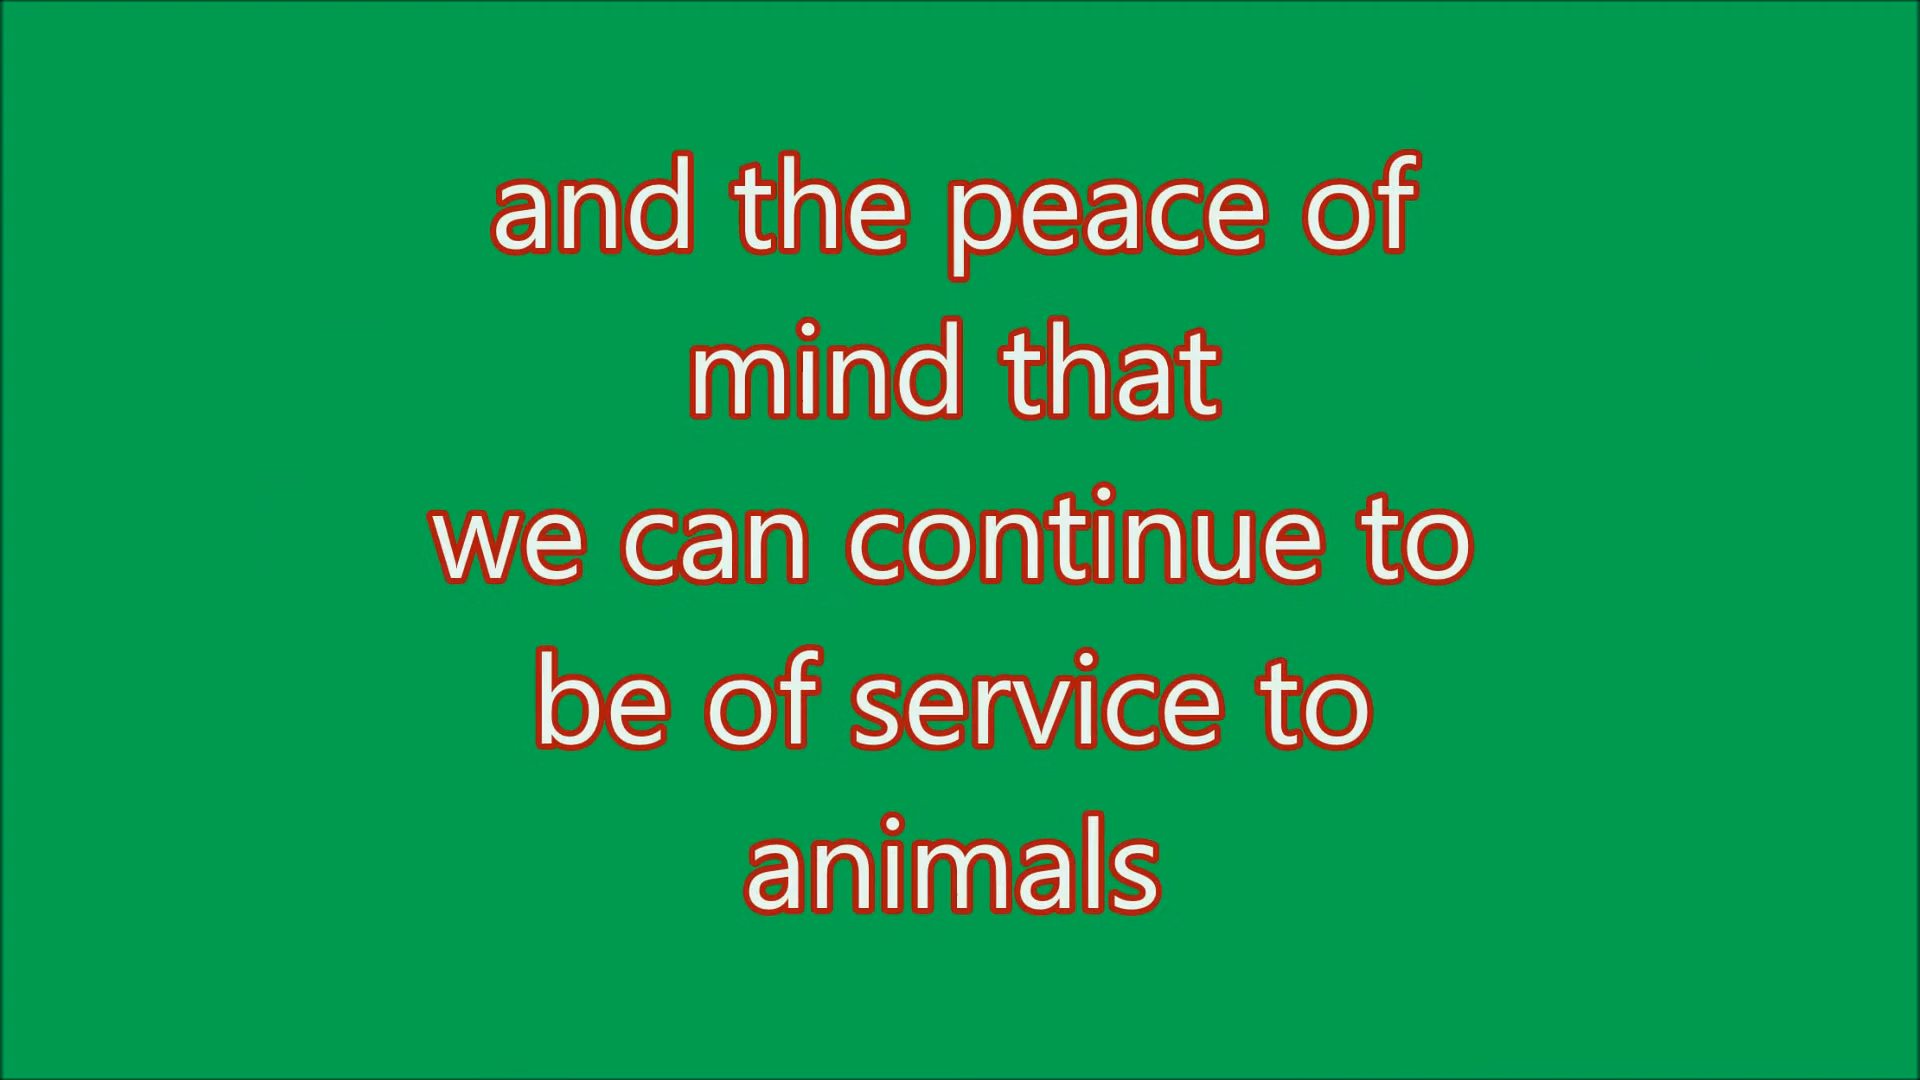 and the peace of
mind that
we can continue to
be of service to
animals